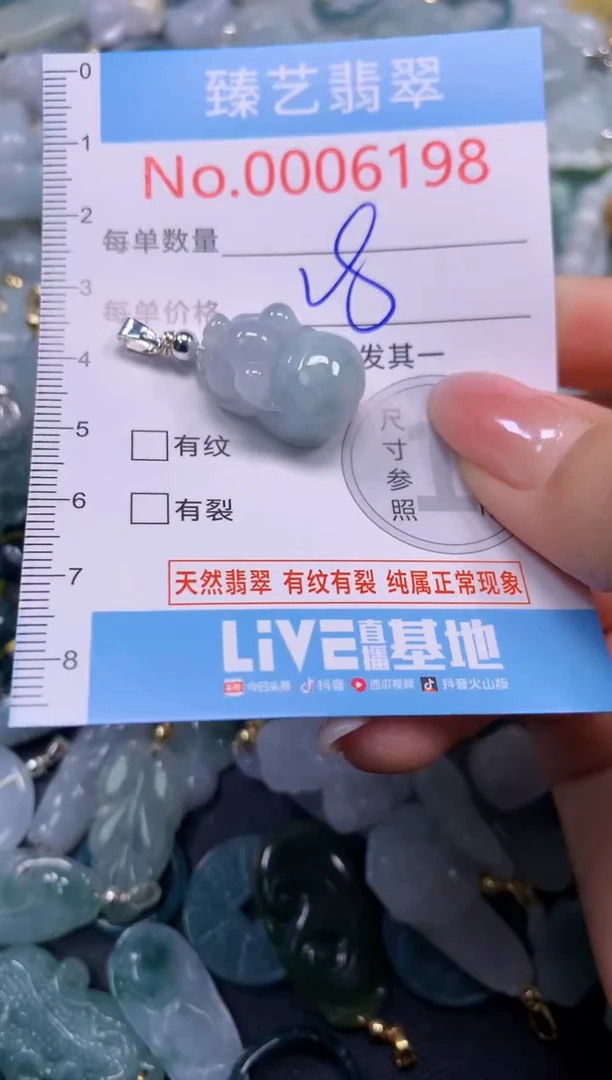 0
1
2
3
4
5
6
7
8
臻艺翡翠
No.0006198
每单数量
18
每单价格
发其一
尺寸参照
有纹
有裂
天然翡翠 有纹有裂 纯属正常现象
LiVE直播基地
今日头条 抖音 西瓜视频 抖音火山版